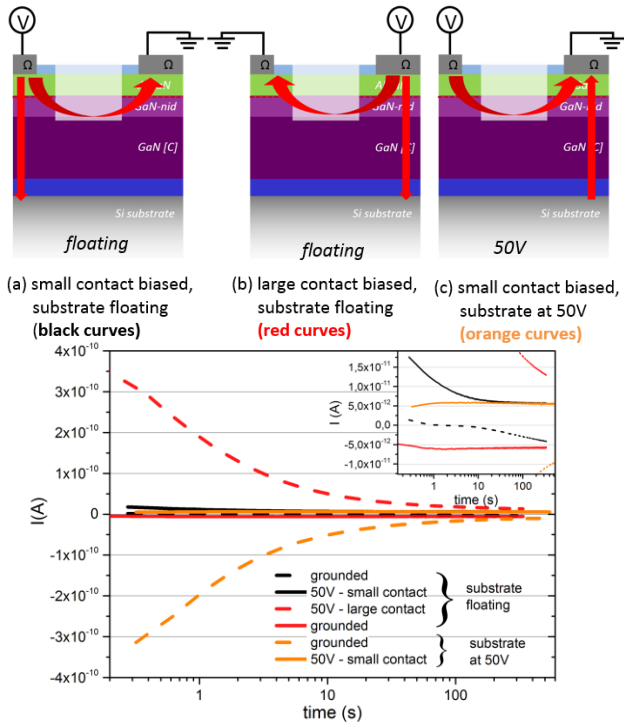 V
V
V
Ω
Ω
Ω
Ω
Ω
Ω
GaN-nid
GaN [C]
Si substrate
floating
GaN-nid
GaN [C]
Si substrate
floating
GaN-nid
GaN [C]
Si substrate
50V
(a) small contact biased,
substrate floating
(black curves)
(b) large contact biased,
substrate floating
(red curves)
(c) small contact biased,
substrate at 50V
(orange curves)
4x10⁻¹⁰
3x10⁻¹⁰
2x10⁻¹⁰
1x10⁻¹⁰
0
-1x10⁻¹⁰
-2x10⁻¹⁰
-3x10⁻¹⁰
-4x10⁻¹⁰
I(A)
1
10
100
time (s)
1,5x10⁻¹¹
1,0x10⁻¹¹
5,0x10⁻¹²
0,0
-5,0x10⁻¹²
-1,0x10⁻¹¹
I (A)
1
10
100
time (s)
grounded
50V - small contact
50V - large contact
grounded
substrate
floating
grounded
50V - small contact
substrate
at 50V